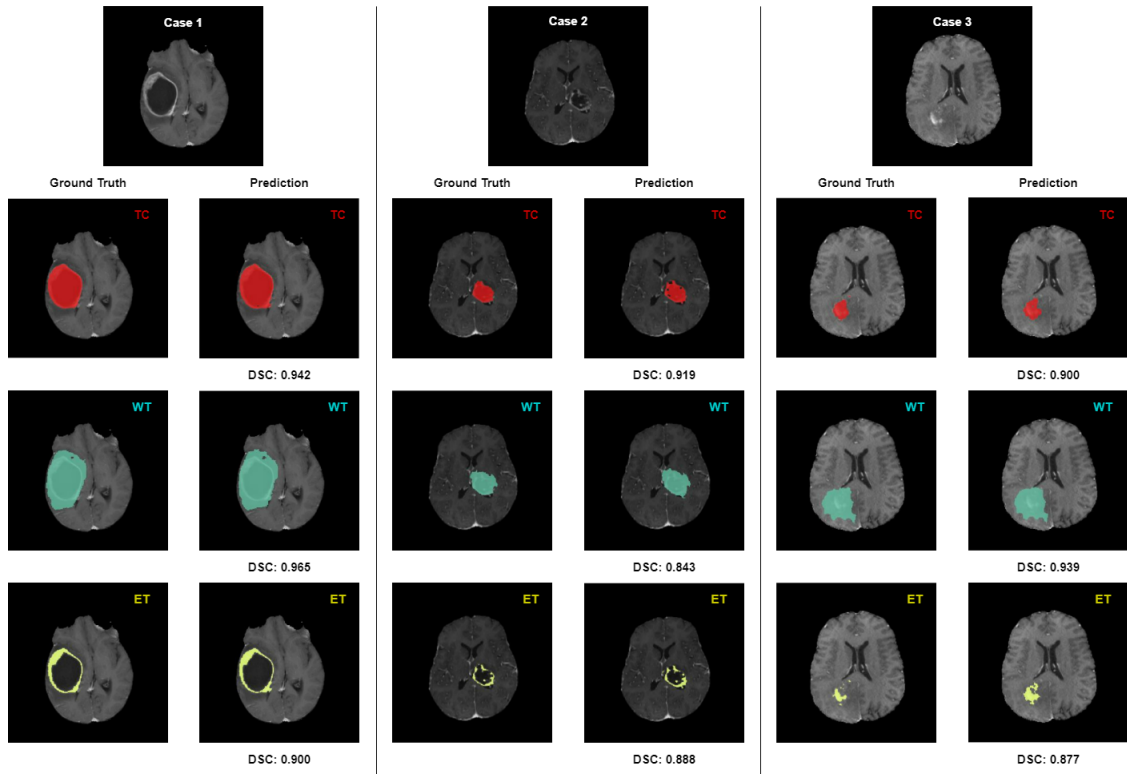 Case 1
Case 2
Case 3
Ground Truth Prediction Ground Truth Prediction Ground Truth Prediction
TC TC TC TC TC TC
DSC: 0.942 DSC: 0.919 DSC: 0.900
WT WT WT WT WT WT
DSC: 0.965 DSC: 0.843 DSC: 0.939
ET ET ET ET ET ET
DSC: 0.900 DSC: 0.888 DSC: 0.877